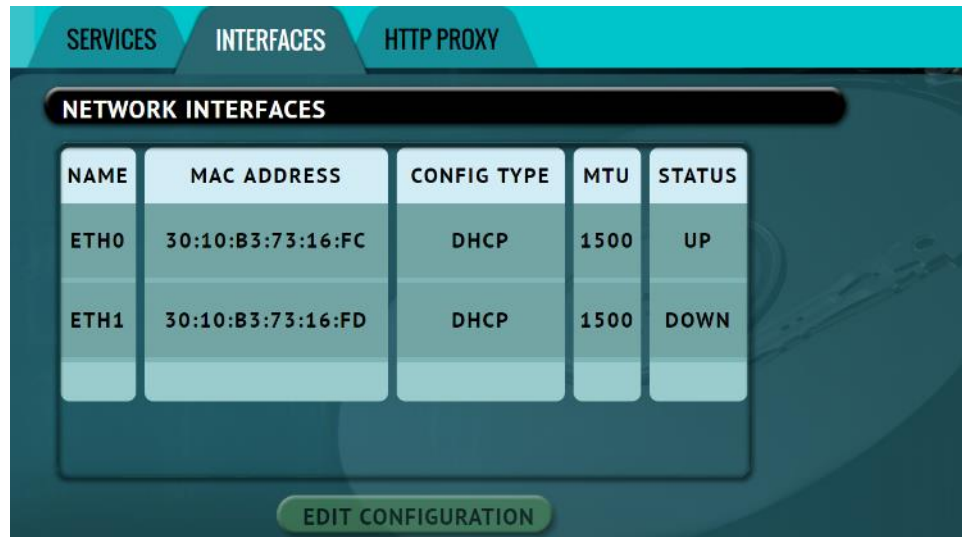 SERVICES INTERFACES HTTP PROXY
NETWORK INTERFACES
NAME MAC ADDRESS CONFIG TYPE MTU STATUS
ETH0 30:10:B3:73:16:FC DHCP 1500 UP
ETH1 30:10:B3:73:16:FD DHCP 1500 DOWN
EDIT CONFIGURATION